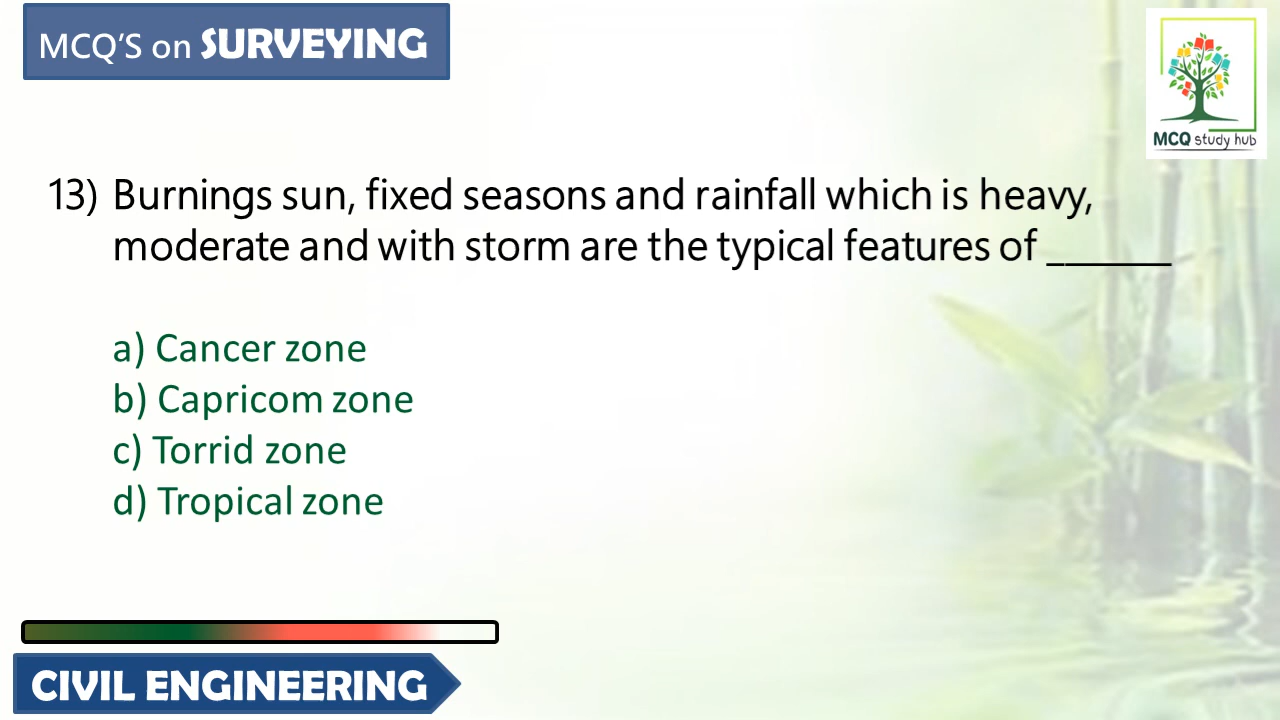 MCQ'S on SURVEYING
MCQ study hub
13) Burnings sun, fixed seasons and rainfall which is heavy,
moderate and with storm are the typical features of ______
a) Cancer zone
b) Capricom zone
c) Torrid zone
d) Tropical zone
CIVIL ENGINEERING